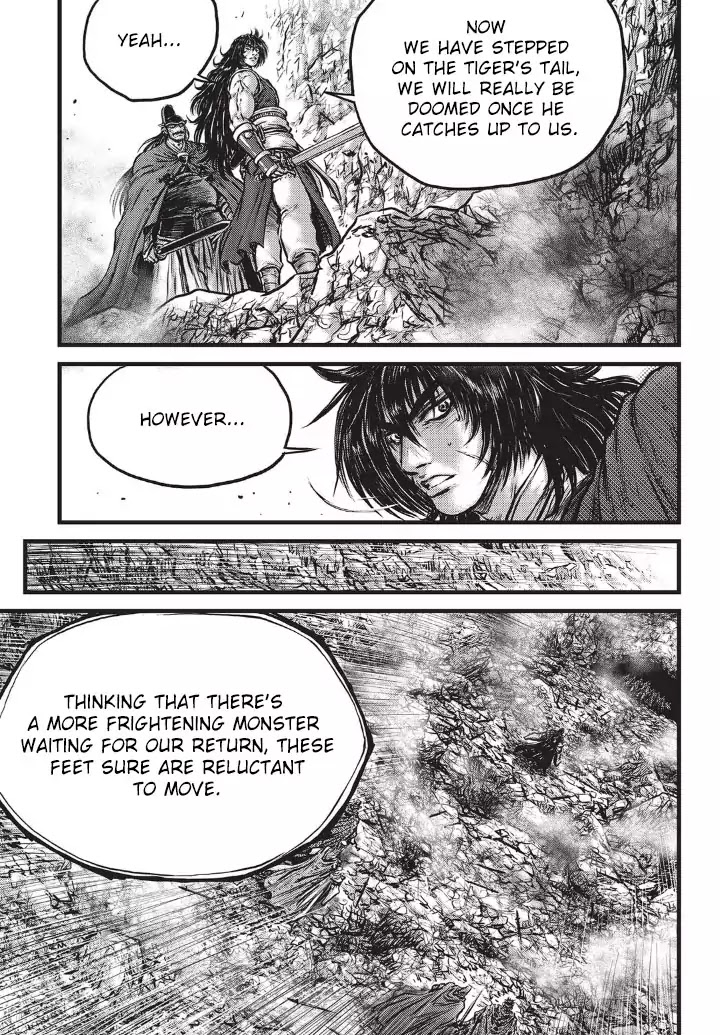 NOW
WE HAVE STEPPED
ON THE TIGER'S TAIL,
WE WILL REALLY BE
DOOMED ONCE HE
CATCHES UP TO US.
YEAH...
HOWEVER...
THINKING THAT THERE'S
A MORE FRIGHTENING MONSTER
WAITING FOR OUR RETURN, THESE
FEET SURE ARE RELUCTANT
TO MOVE.